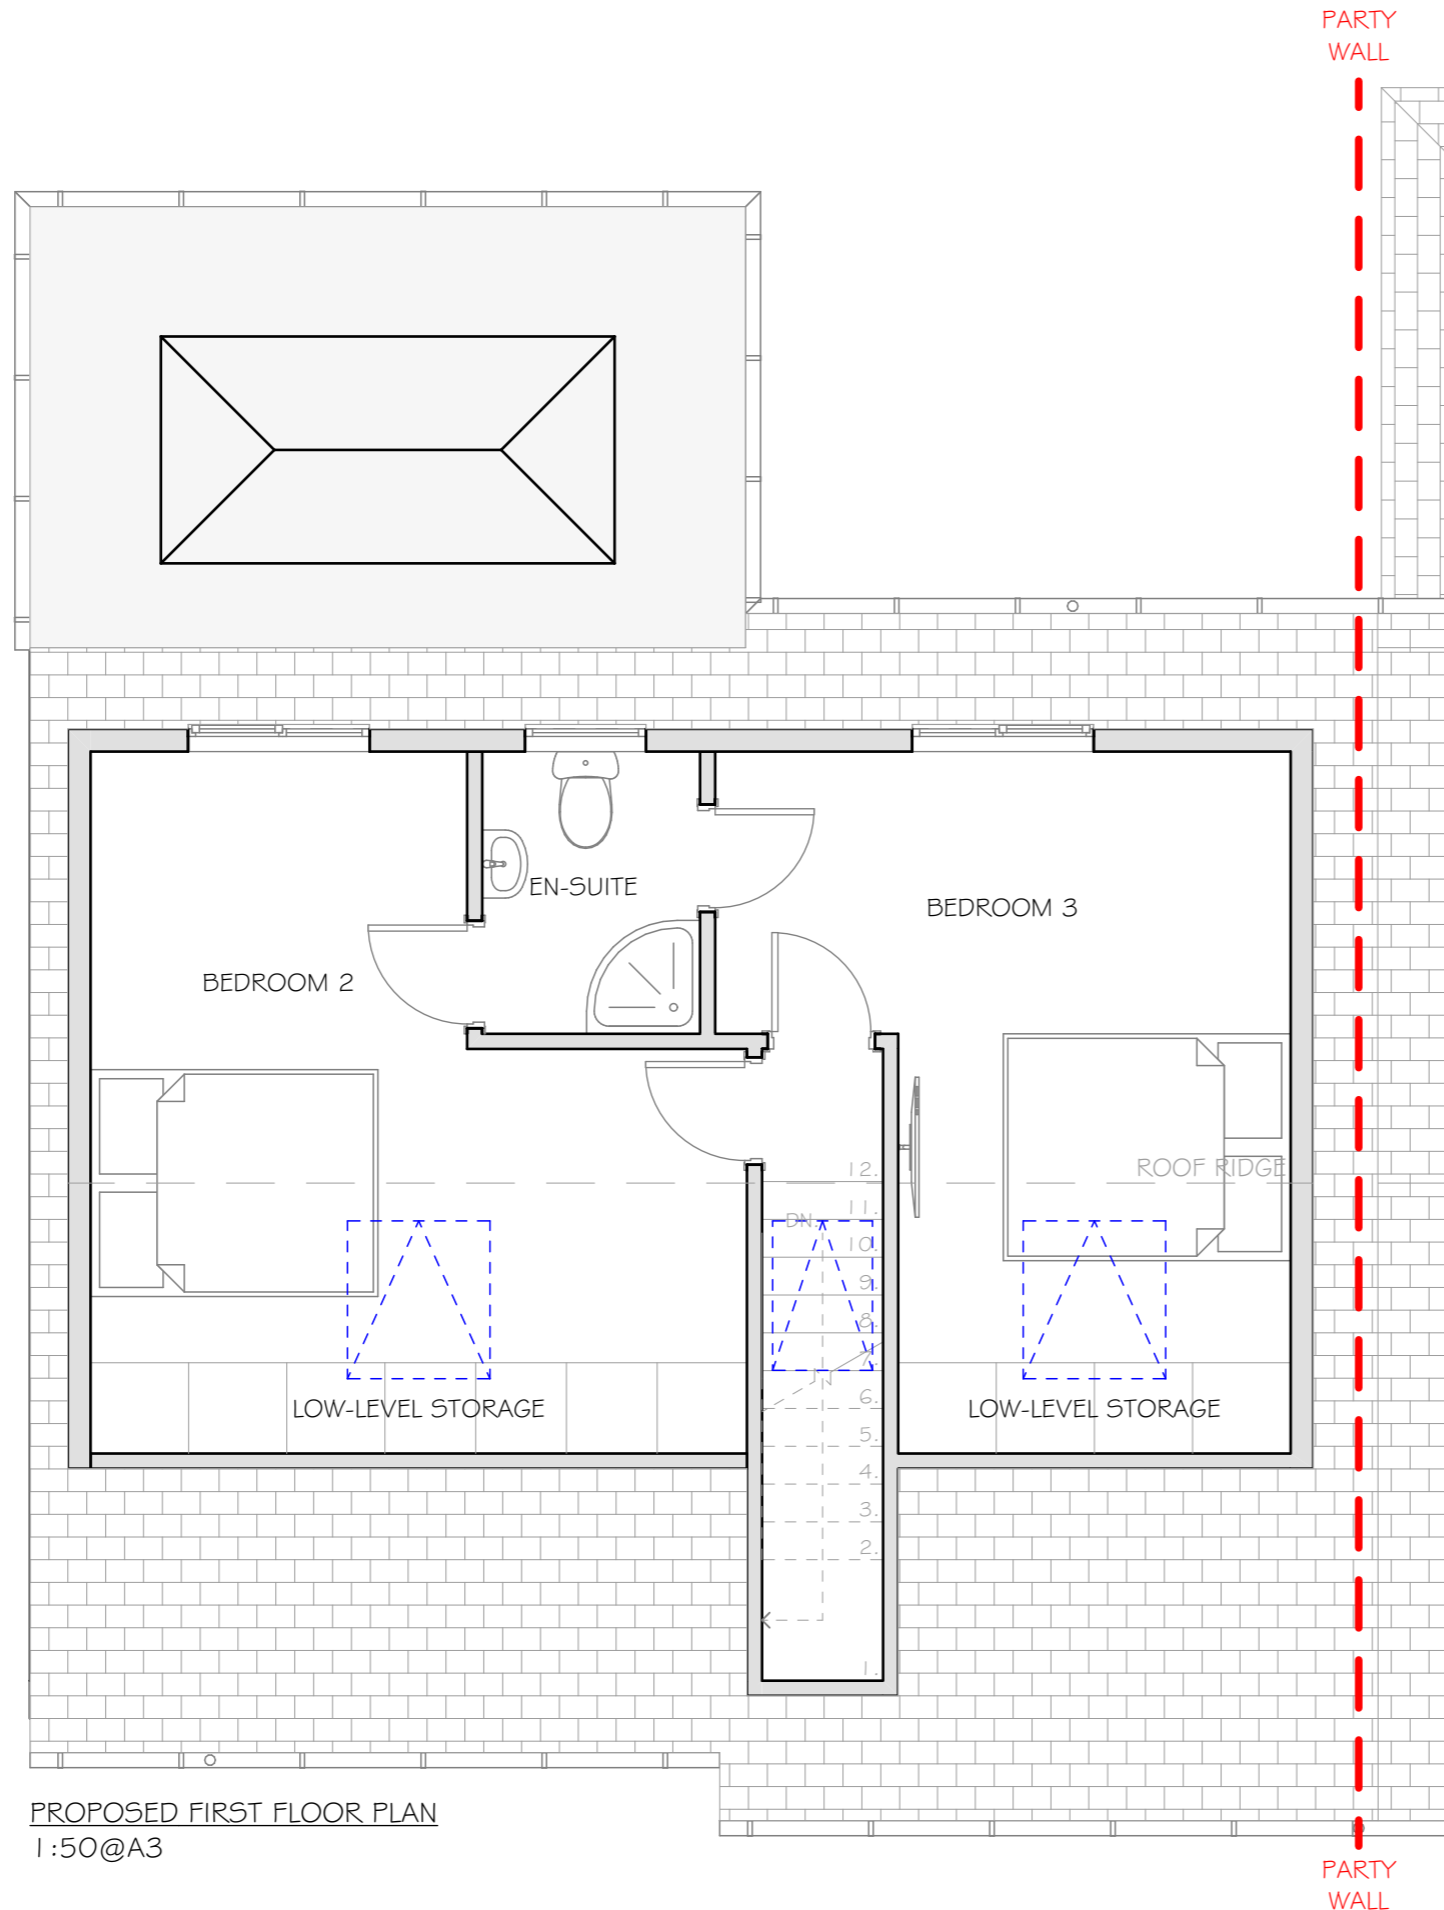 PARTY
WALL
EN-SUITE
BEDROOM 3
BEDROOM 2
ROOF RIDGE
12.
11.
DN.
10.
9.
8.
7.
LOW-LEVEL STORAGE
LOW-LEVEL STORAGE
6.
5.
4.
3.
2.
1.
PROPOSED FIRST FLOOR PLAN
1:50@A3
PARTY
WALL